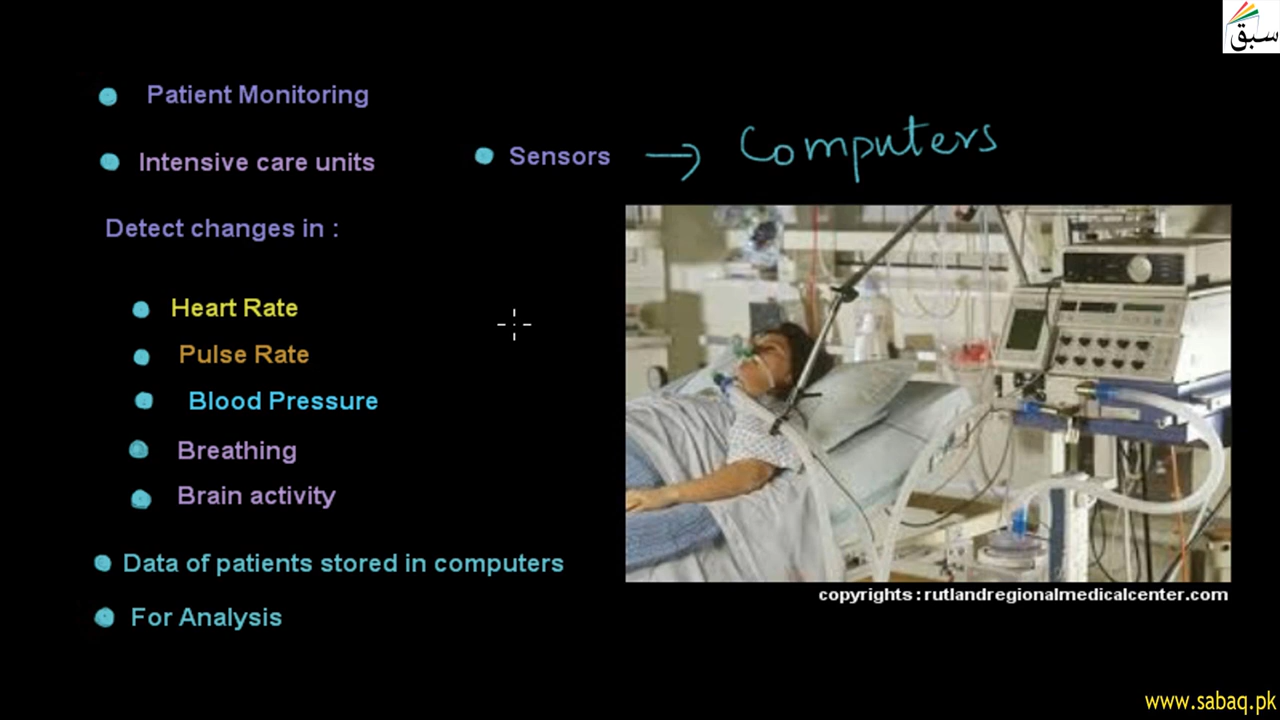 سبق
Patient Monitoring
Intensive care units
Sensors → Computers
Detect changes in :
Heart Rate
Pulse Rate
Blood Pressure
Breathing
Brain activity
Data of patients stored in computers
For Analysis
copyrights : rutlandregionalmedicalcenter.com
www.sabaq.pk